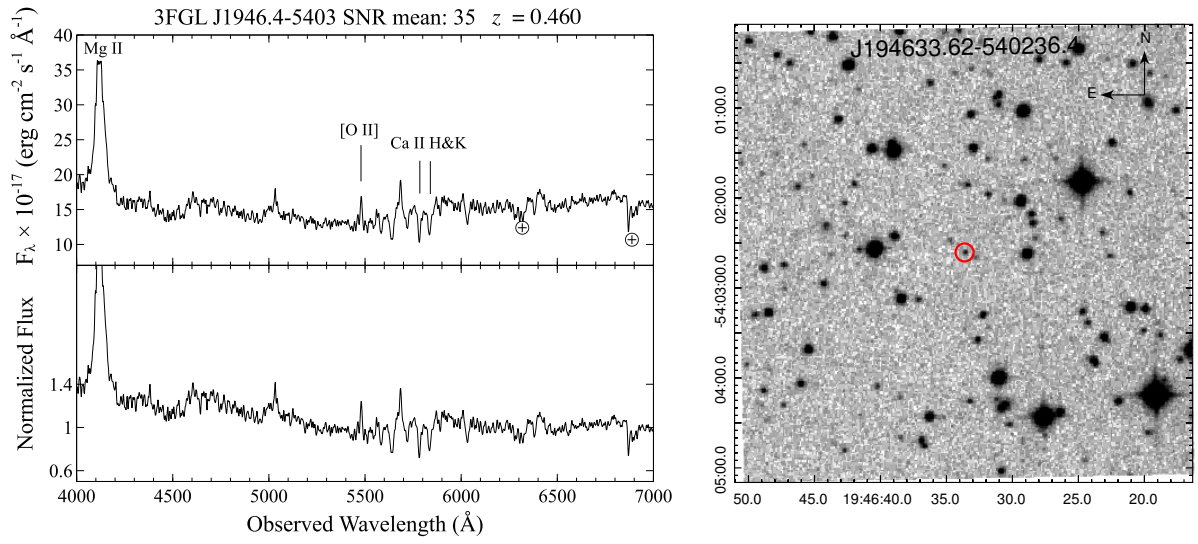 3FGL J1946.4-5403 SNR mean: 35 z = 0.460
Mg II
[O II]
Ca II H&K
F_λ × 10^-17 (erg cm^-2 s^-1 Å^-1)
40
35
30
25
20
15
10
Normalized Flux
1.4
1
0.6
4000 4500 5000 5500 6000 6500 7000
Observed Wavelength (Å)
J194633.62-540236.4
N
E
01:00.0
02:00.0
-54:03:00.0
04:00.0
05:00.0
50.0 45.0 19:46:40.0 35.0 30.0 25.0 20.0